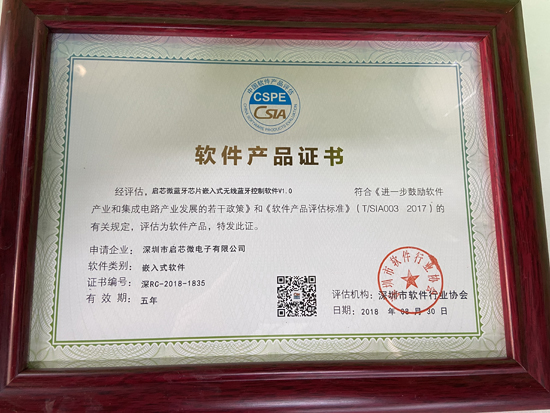 中国软件产品评估
CSPE
CSIA
CHINA SOFTWARE PRODUCTS EVALUATION
软件产品证书
经评估，启芯微蓝牙芯片嵌入式无线蓝牙控制软件V1.0 符合《进一步鼓励软件
产业和集成电路产业发展的若干政策》和《软件产品评估标准》（T/SIA003 2017）的
有关规定，评估为软件产品，特发此证。
申请企业： 深圳市启芯微电子有限公司
软件类别： 嵌入式软件
证书编号： 深RC-2018-1835
有效期： 五年
深圳市软件行业协会
评估机构：深圳市软件行业协会
日期：2018 年 08 月 30 日